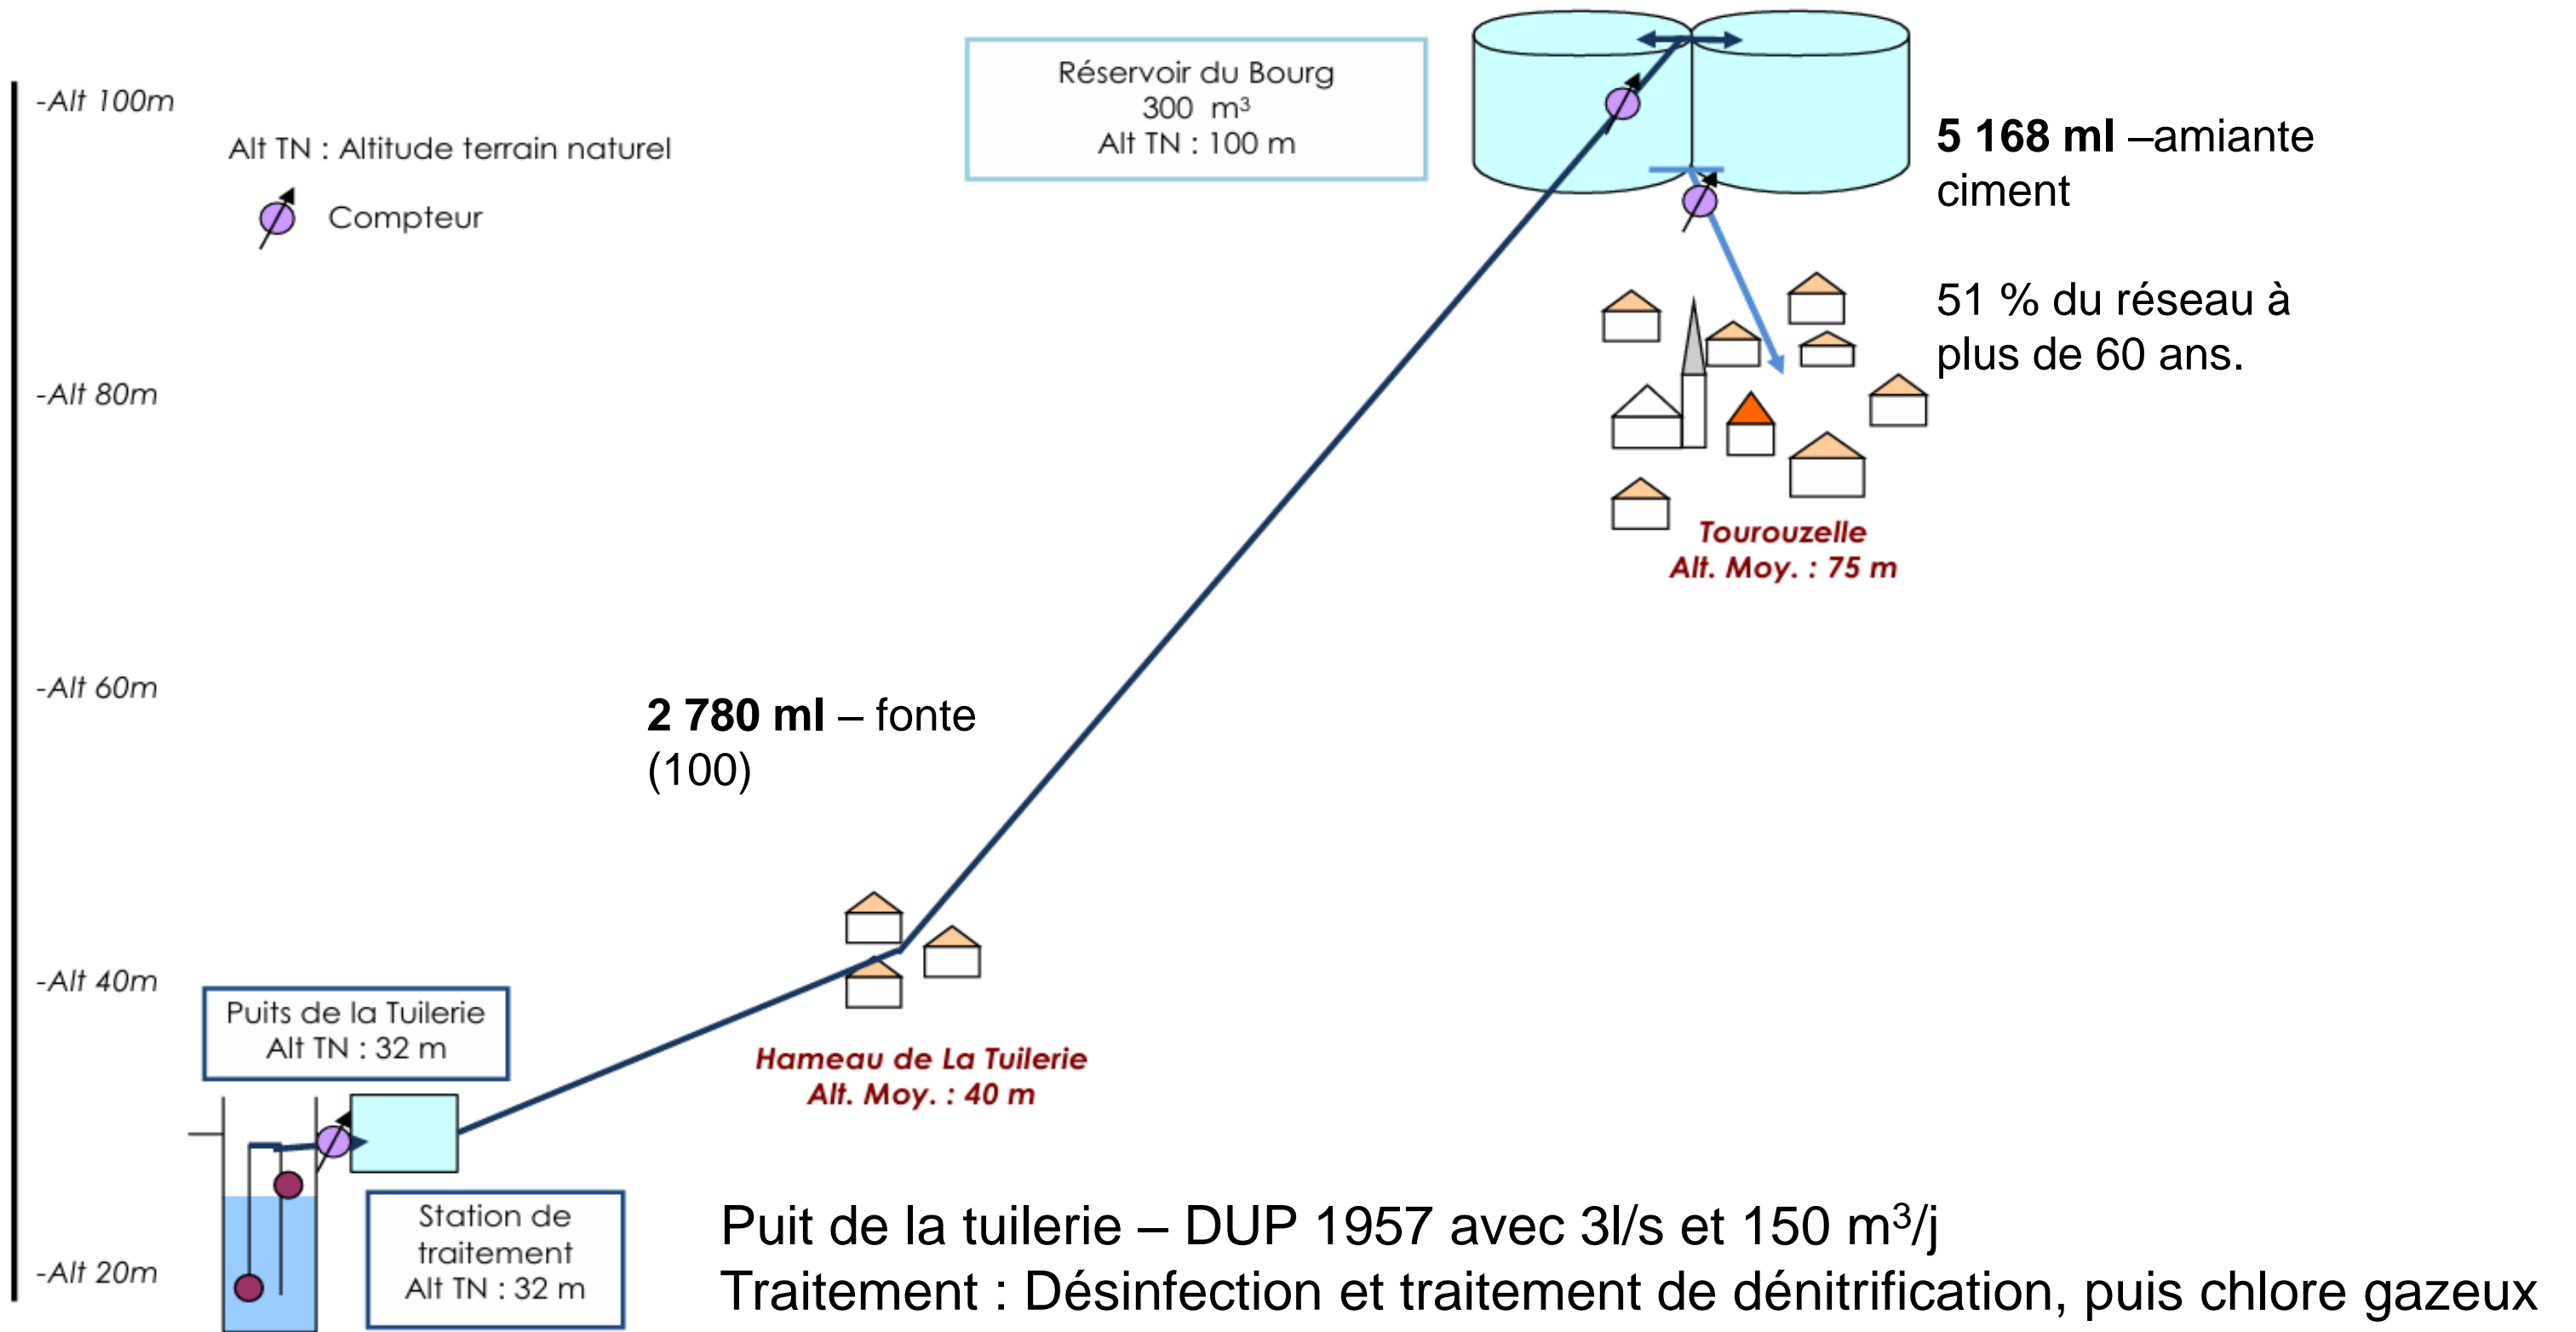 -Alt 100m
Alt TN : Altitude terrain naturel
Compteur
Réservoir du Bourg
300 m³
Alt TN : 100 m
5 168 ml –amiante
ciment
51 % du réseau à
plus de 60 ans.
-Alt 80m
Tourouzelle
Alt. Moy. : 75 m
-Alt 60m
2 780 ml – fonte
(100)
-Alt 40m
Puits de la Tuilerie
Alt TN : 32 m
Hameau de La Tuilerie
Alt. Moy. : 40 m
Station de
traitement
Alt TN : 32 m
-Alt 20m
Puit de la tuilerie – DUP 1957 avec 3l/s et 150 m³/j
Traitement : Désinfection et traitement de dénitrification, puis chlore gazeux